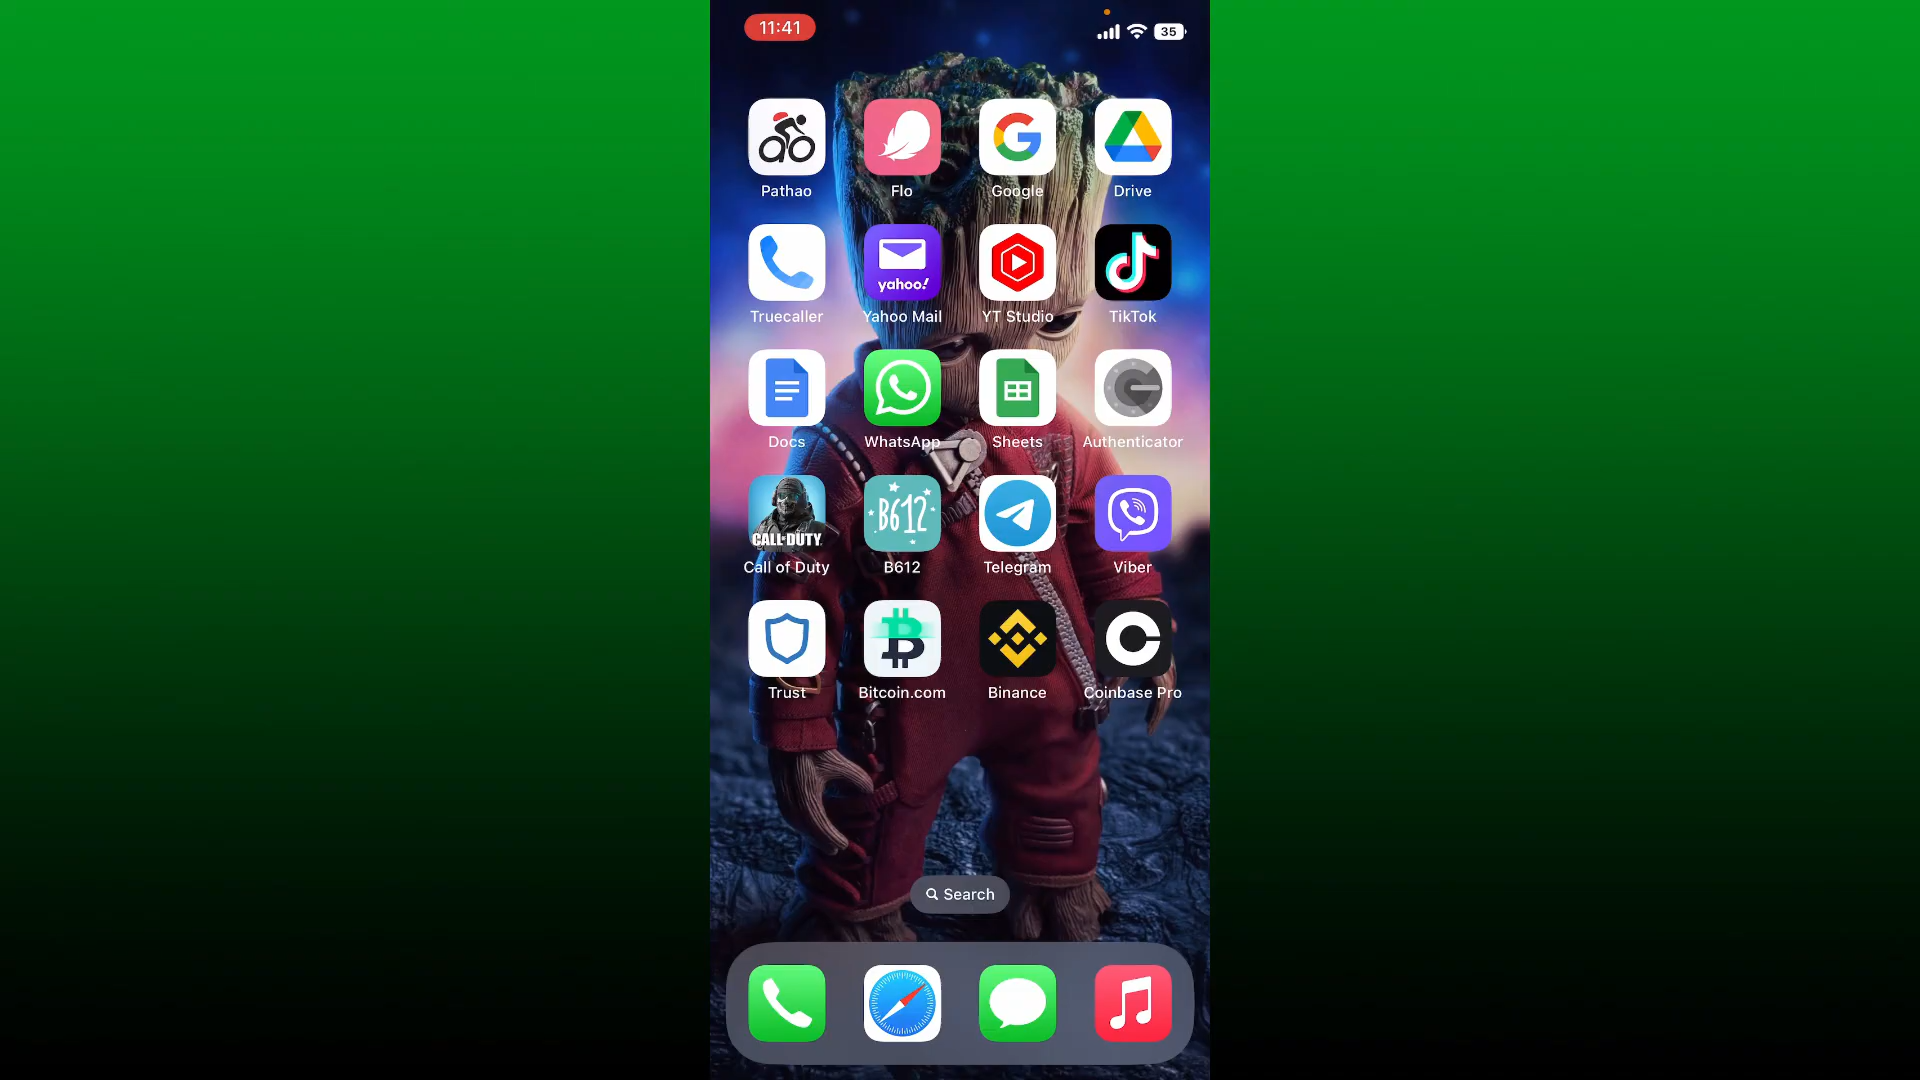 11:41
35
Pathao
Flo
Google
Drive
yahoo!
Truecaller
Yahoo Mail
YT Studio
TikTok
Docs
WhatsApp
Sheets
Authenticator
CALL OF DUTY
B612
Call of Duty
B612
Telegram
Viber
Trust
Bitcoin.com
Binance
Coinbase Pro
Search